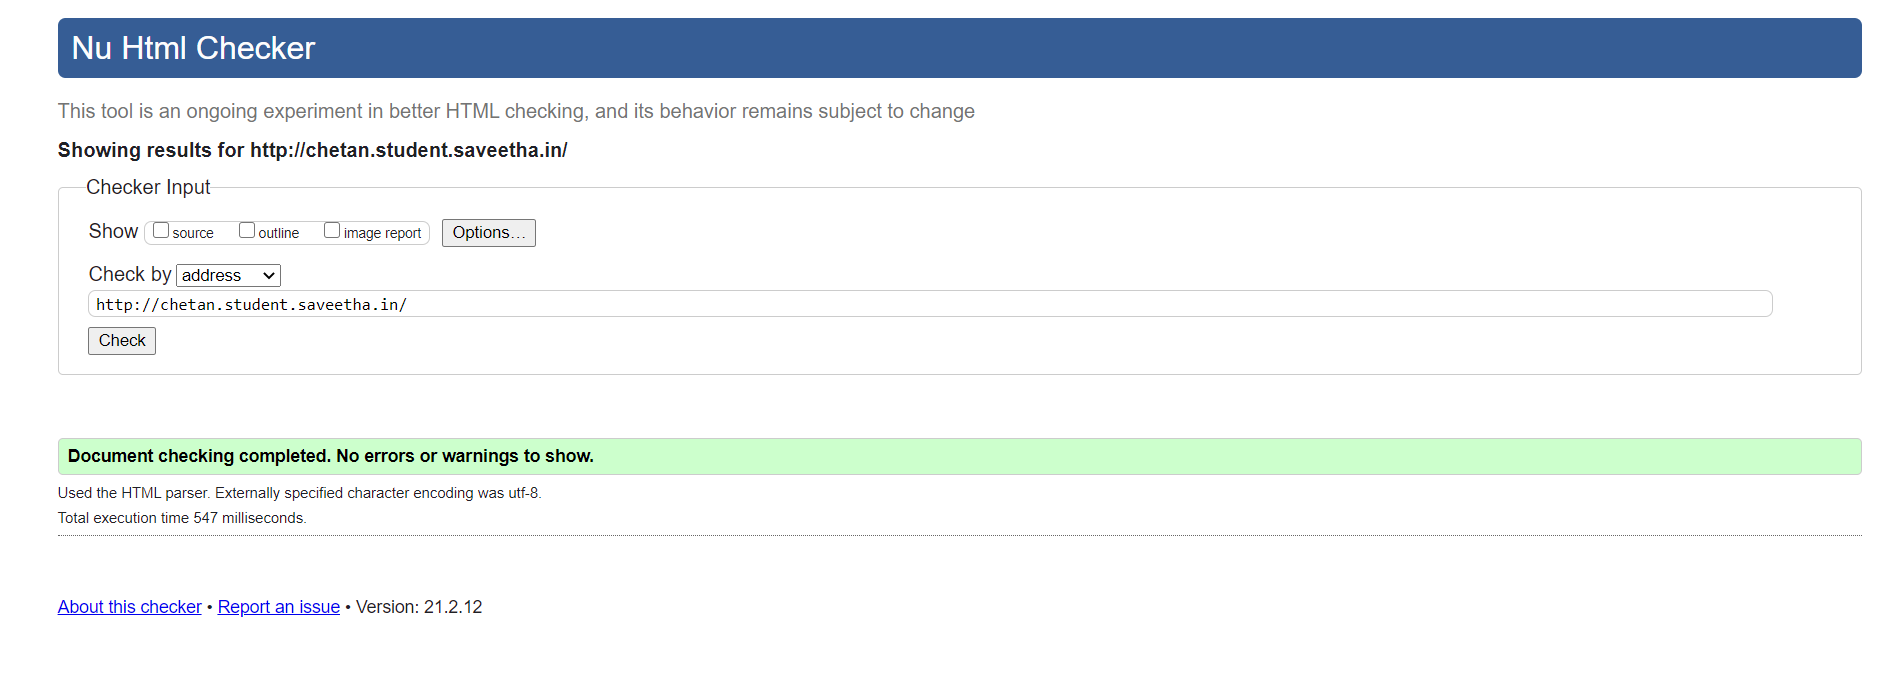 Nu Html Checker
This tool is an ongoing experiment in better HTML checking, and its behavior remains subject to change
Showing results for http://chetan.student.saveetha.in/
Checker Input
Show source outline image report Options…
Check by address
http://chetan.student.saveetha.in/
Check
Document checking completed. No errors or warnings to show.
Used the HTML parser. Externally specified character encoding was utf-8.
Total execution time 547 milliseconds.
About this checker • Report an issue • Version: 21.2.12